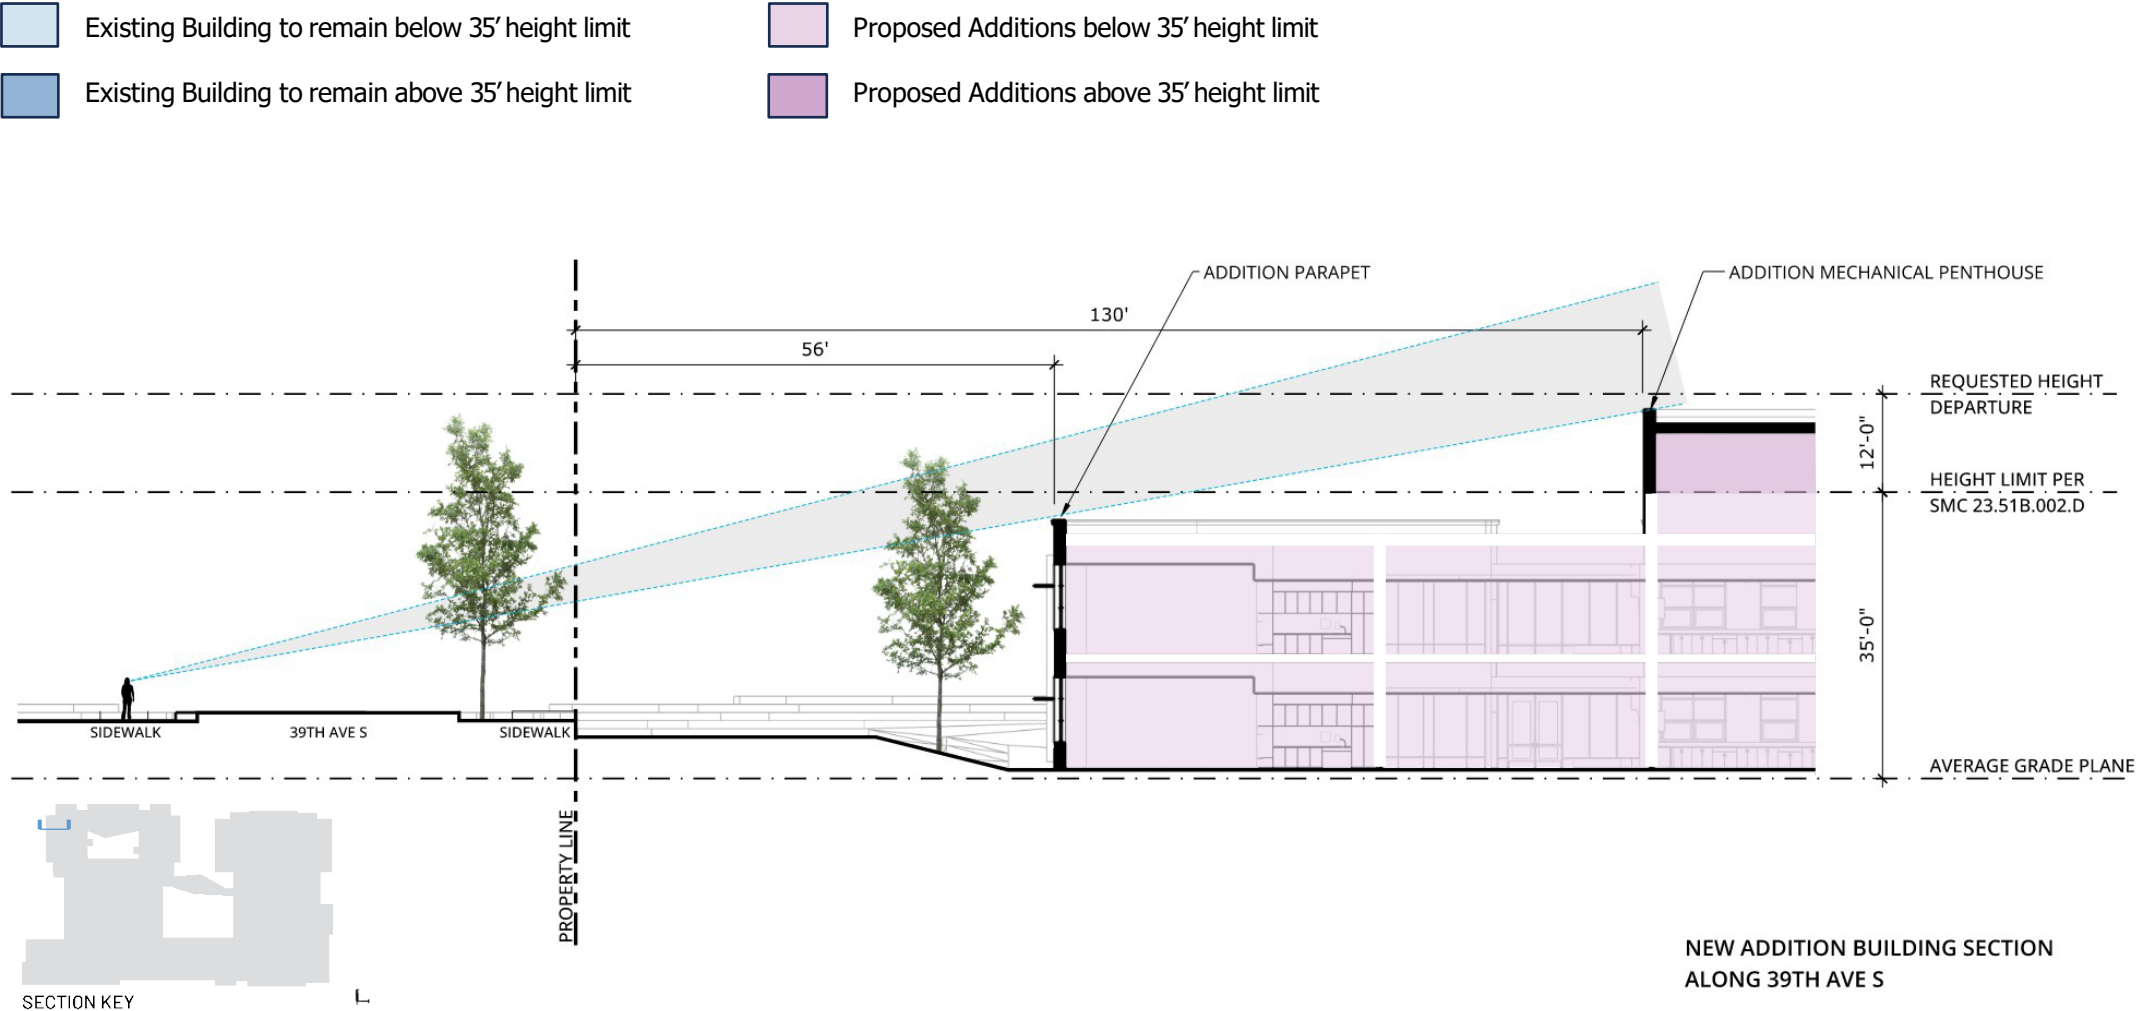 Existing Building to remain below 35' height limit
Proposed Additions below 35' height limit
Existing Building to remain above 35' height limit
Proposed Additions above 35' height limit
ADDITION PARAPET
ADDITION MECHANICAL PENTHOUSE
130'
56'
REQUESTED HEIGHT
DEPARTURE
12'-0"
HEIGHT LIMIT PER
SMC 23.51B.002.D
35'-0"
SIDEWALK
39TH AVE S
SIDEWALK
AVERAGE GRADE PLANE
PROPERTY LINE
NEW ADDITION BUILDING SECTION
ALONG 39TH AVE S
SECTION KEY